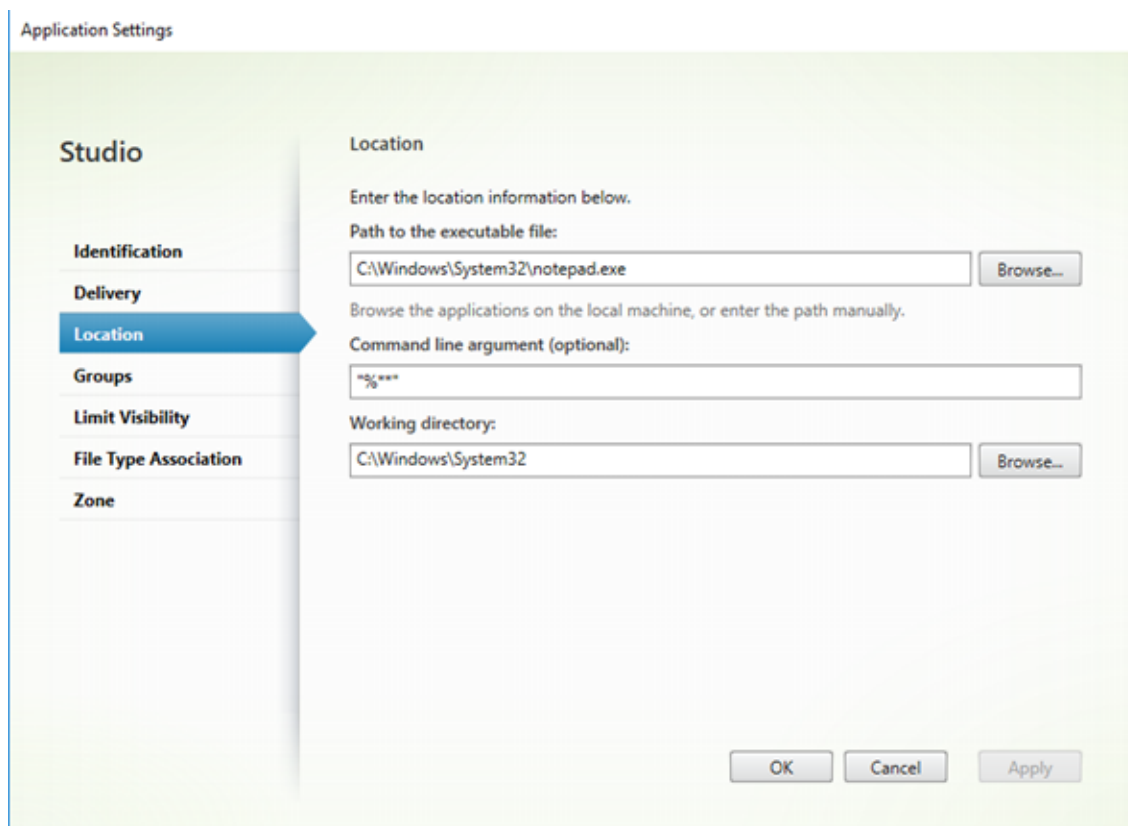 Application Settings
Studio
Identification
Delivery
Location
Groups
Limit Visibility
File Type Association
Zone
Location
Enter the location information below.
Path to the executable file:
C:\Windows\System32\notepad.exe
Browse...
Browse the applications on the local machine, or enter the path manually.
Command line argument (optional):
"%**"
Working directory:
C:\Windows\System32
Browse...
OK
Cancel
Apply